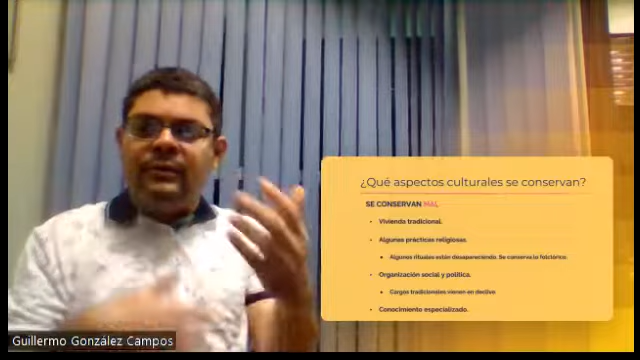 ¿Qué aspectos culturales se conservan?
SE CONSERVAN MAL
• Vivienda tradicional.
• Algunas prácticas religiosas.
• Algunos rituales están desapareciendo. Se conserva lo folclórico.
• Organización social y política.
• Cargos tradicionales vienen en declive
• Conocimiento especializado.
Guillermo González Campos